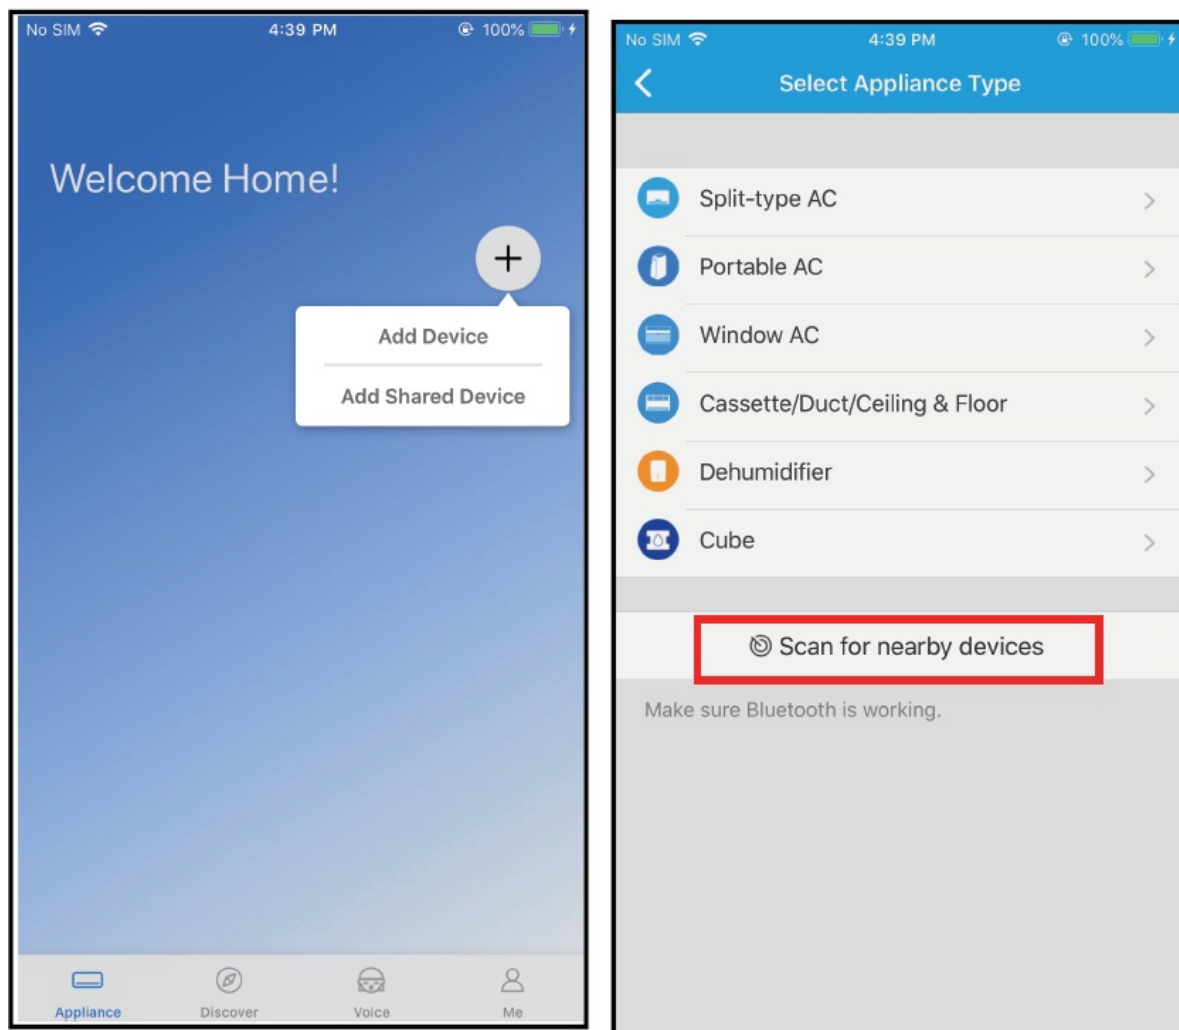 No SIM 4:39 PM 100%
Welcome Home!
Add Device
Add Shared Device
Appliance Discover Voice Me
No SIM 4:39 PM 100%
Select Appliance Type
Split-type AC
Portable AC
Window AC
Cassette/Duct/Ceiling & Floor
Dehumidifier
Cube
Scan for nearby devices
Make sure Bluetooth is working.